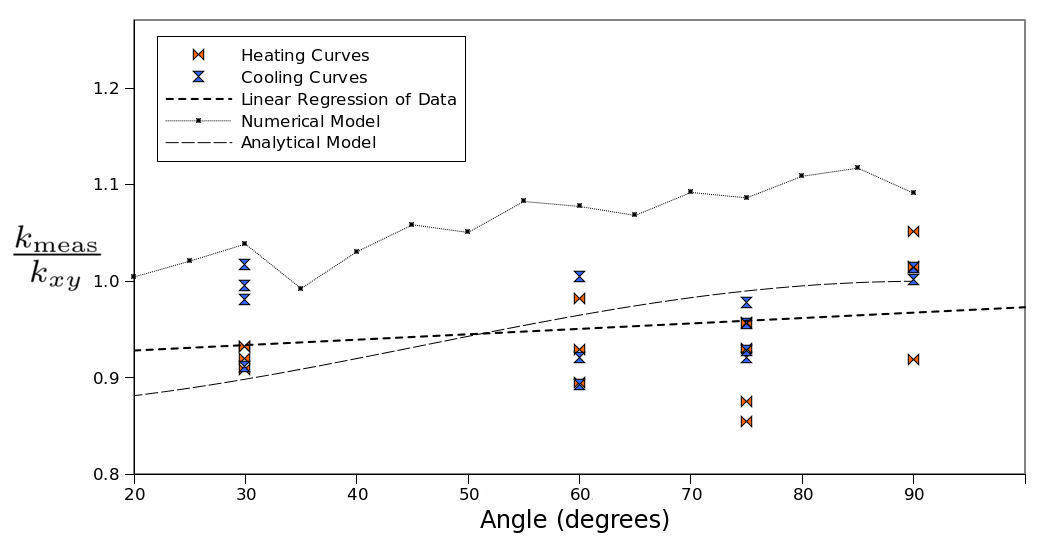 Heating Curves
Cooling Curves
Linear Regression of Data
Numerical Model
Analytical Model
1.2
1.1
1.0
0.9
0.8
k_meas
k_xy
20 30 40 50 60 70 80 90
Angle (degrees)